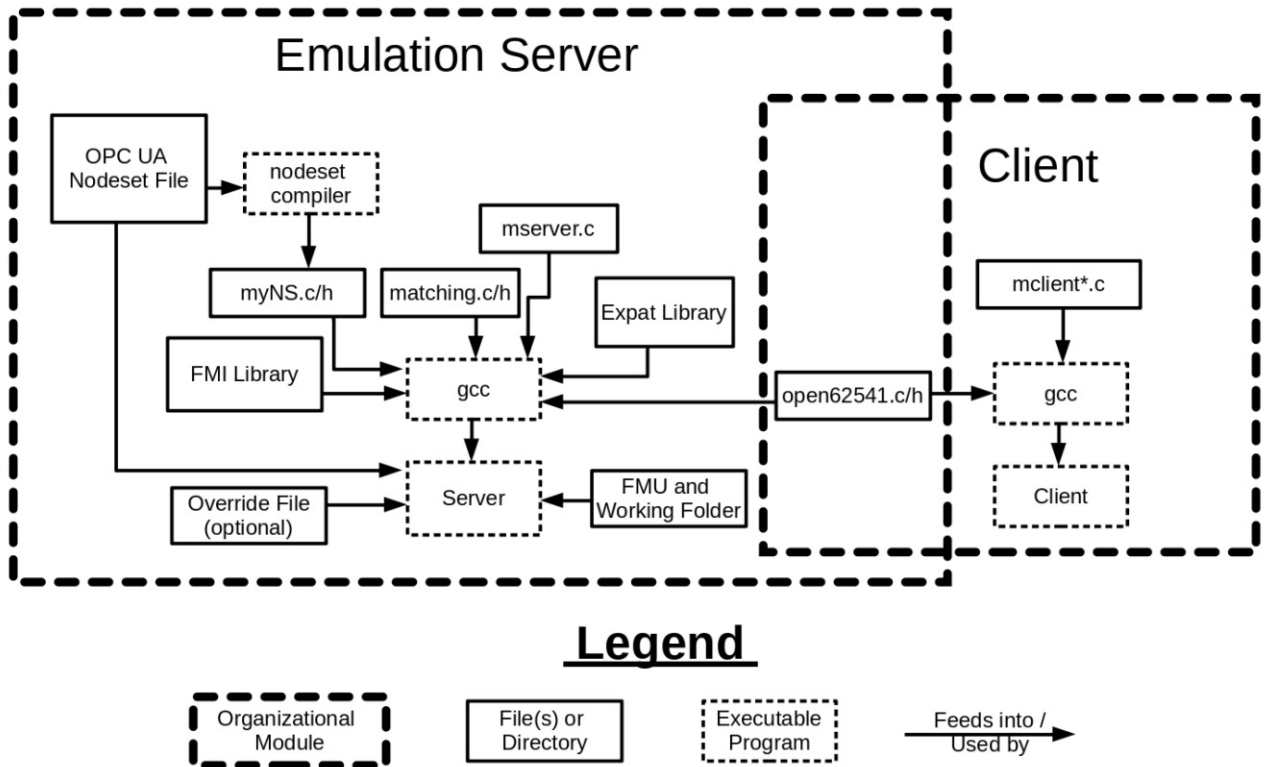 Emulation Server
Client
OPC UA
Nodeset File
nodeset
compiler
mserver.c
myNS.c/h
matching.c/h
Expat Library
mclient*.c
FMI Library
gcc
open62541.c/h
gcc
Override File
(optional)
Server
FMU and
Working Folder
Client
Legend
Organizational
Module
File(s) or
Directory
Executable
Program
Feeds into /
Used by